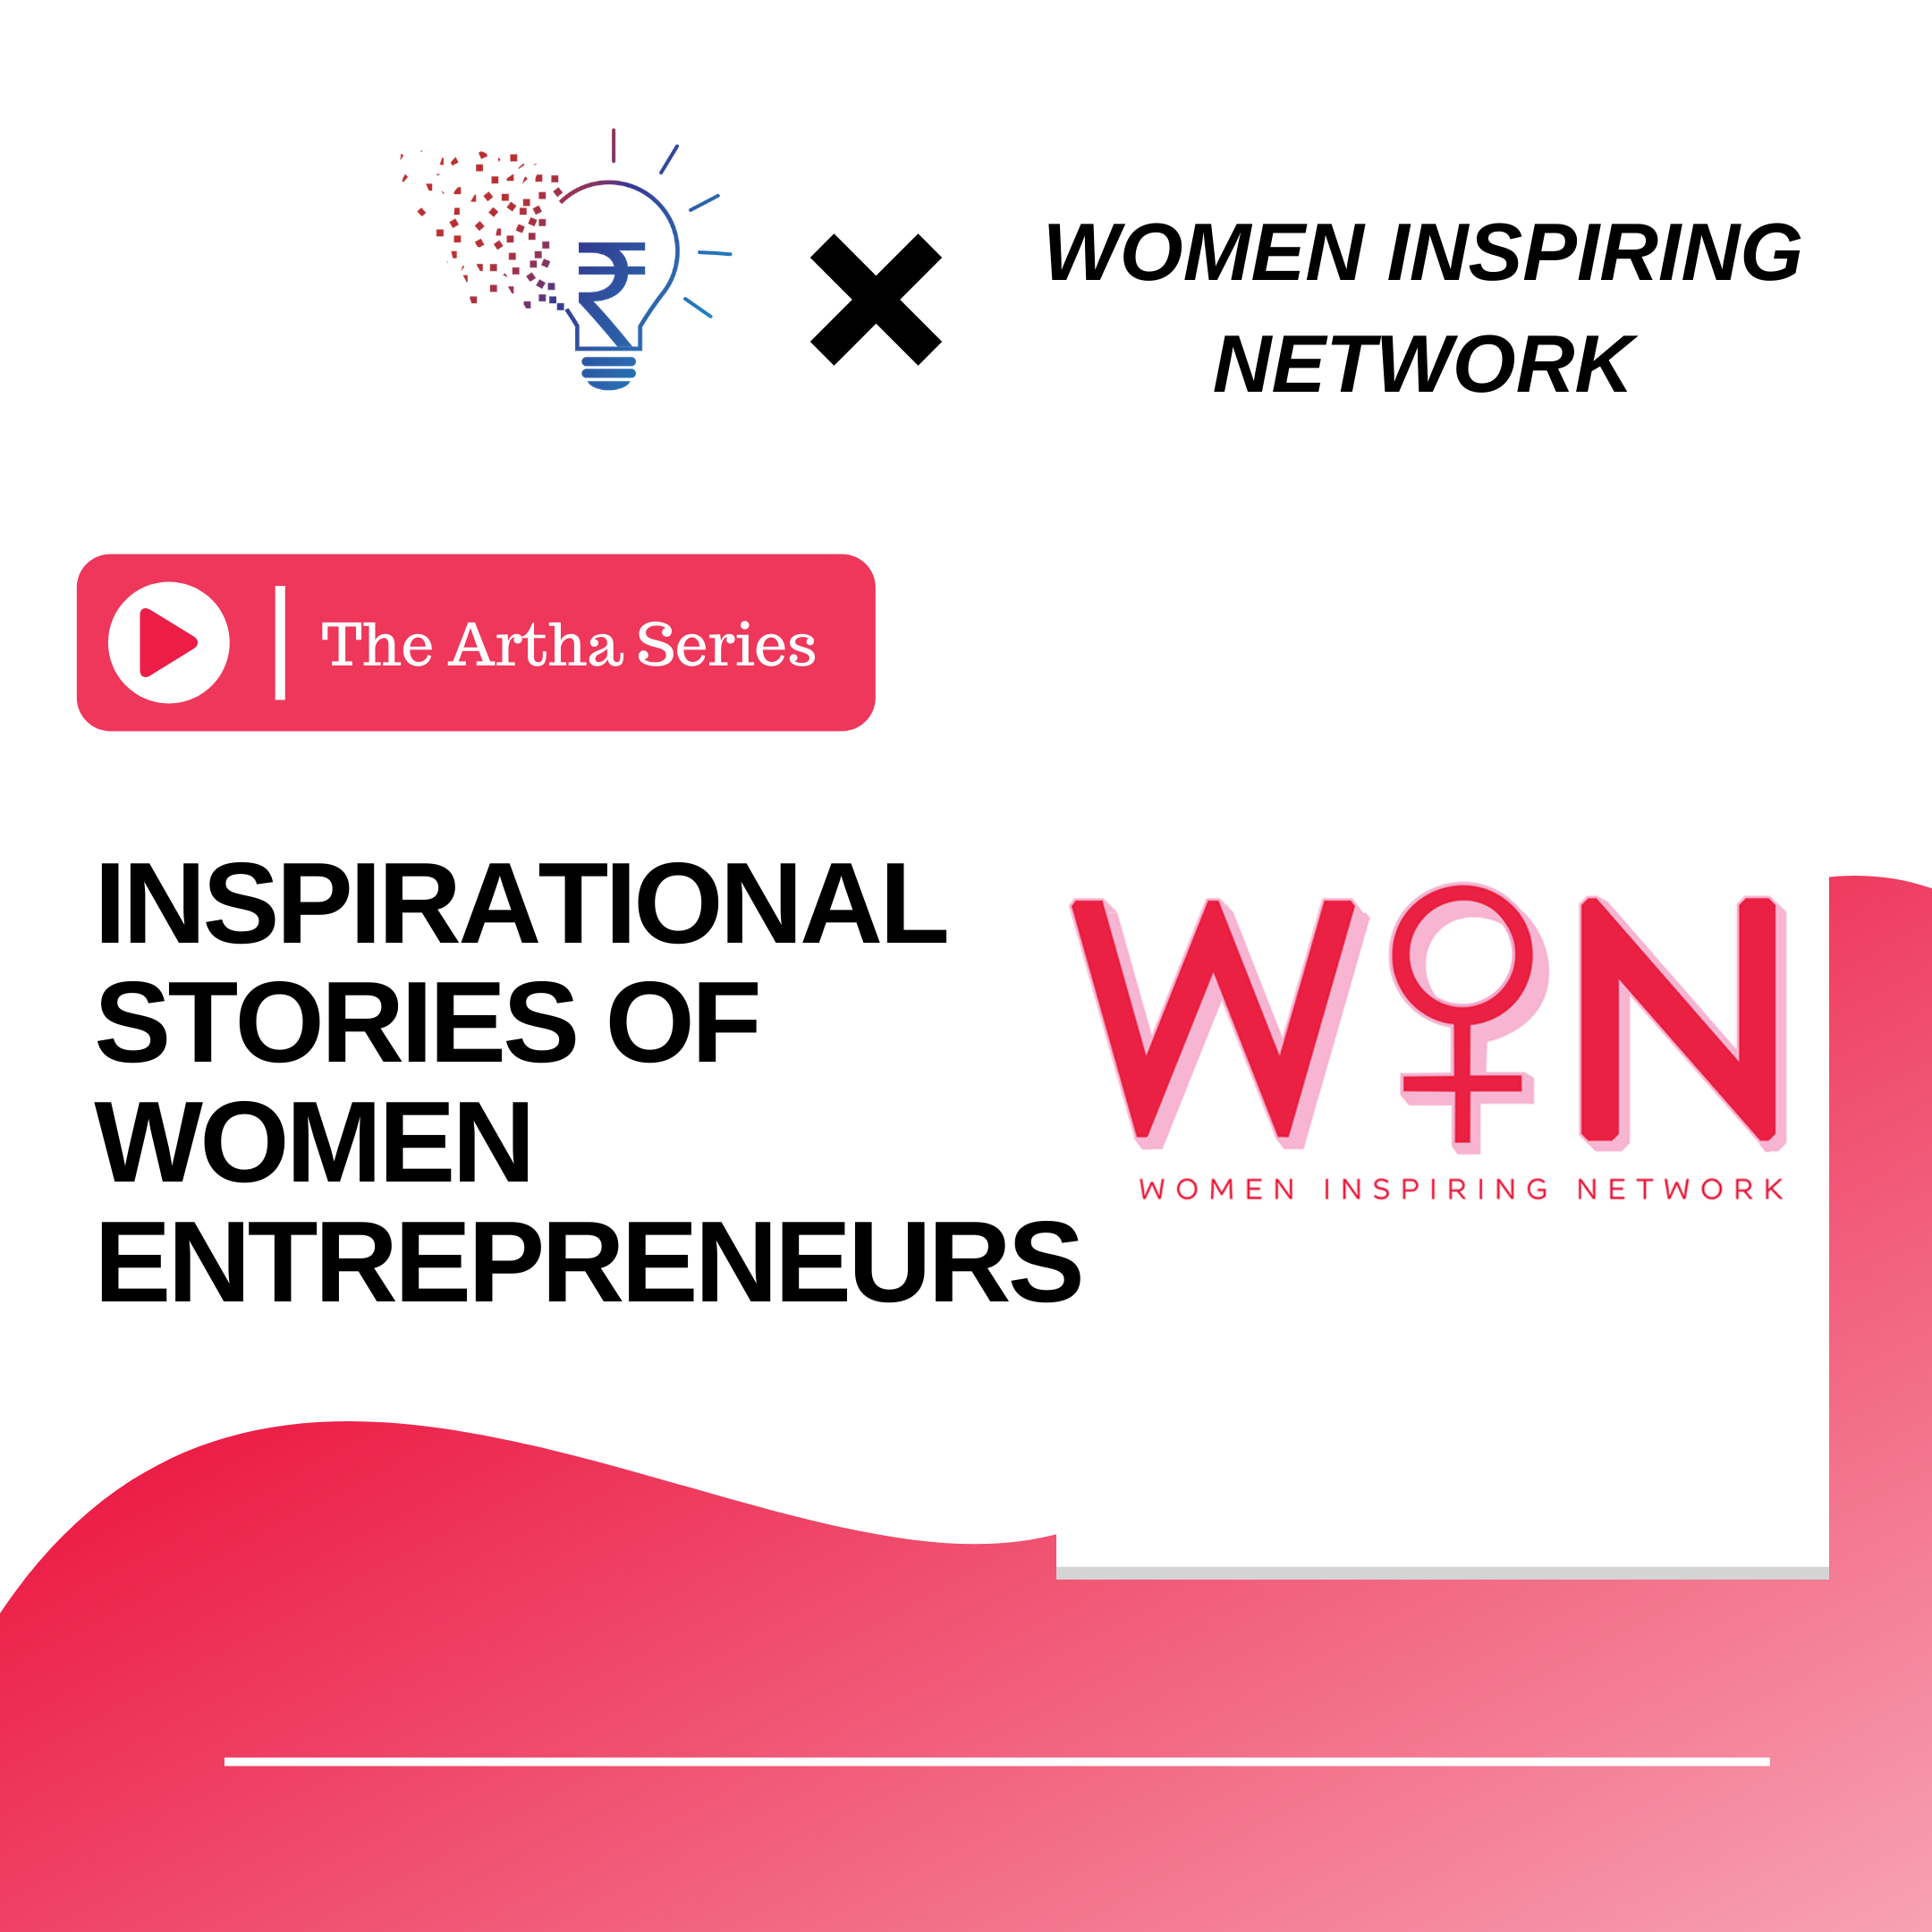 ₹
WOMEN INSPIRING
NETWORK
The Artha Series
INSPIRATIONAL
STORIES OF
WOMEN
ENTREPRENEURS
WON
WOMEN INSPIRING NETWORK